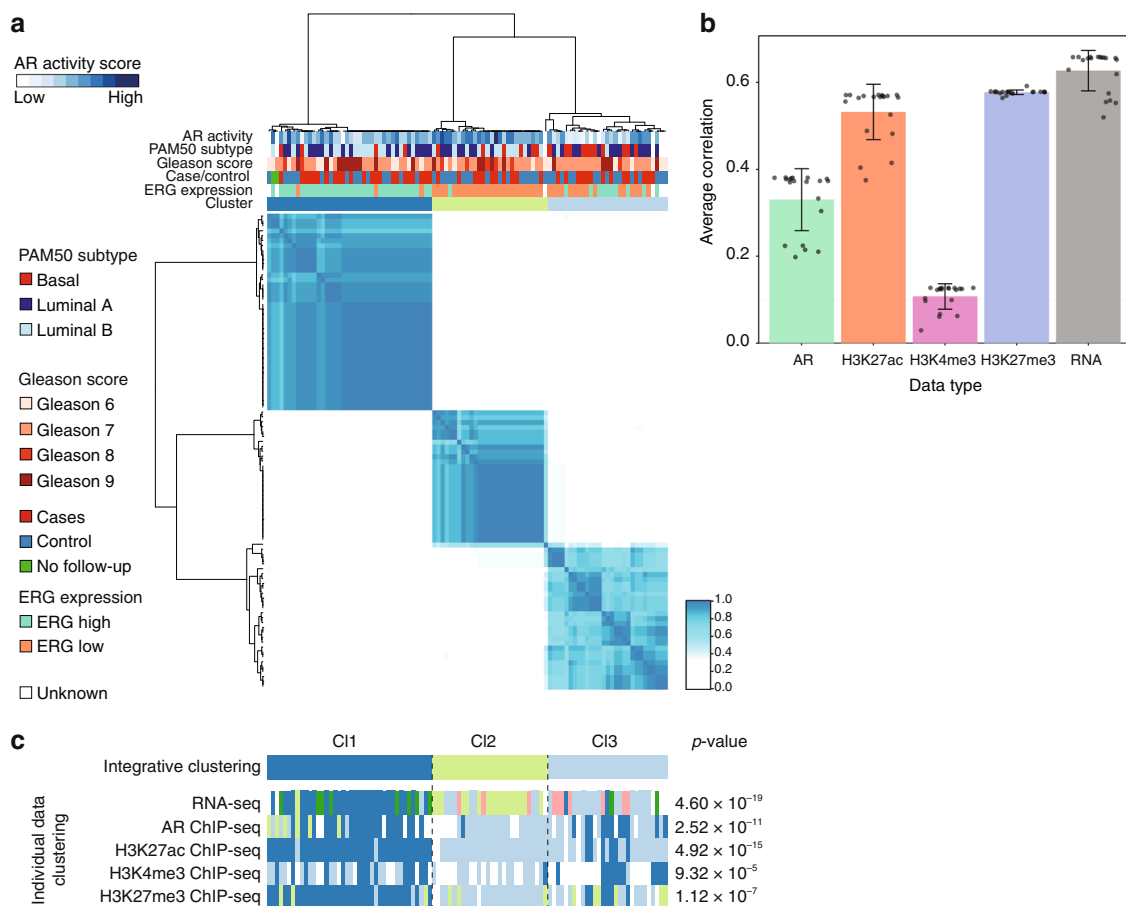 a
AR activity score
Low High
AR activity
PAM50 subtype
Gleason score
Case/control
ERG expression
Cluster
PAM50 subtype
Basal
Luminal A
Luminal B
Gleason score
Gleason 6
Gleason 7
Gleason 8
Gleason 9
Cases
Control
No follow-up
ERG expression
ERG high
ERG low
Unknown
1.0
0.8
0.6
0.4
0.2
0.0
b
Average correlation
0.6
0.4
0.2
0.0
AR H3K27ac H3K4me3 H3K27me3 RNA
Data type
c
Cl1 Cl2 Cl3 p-value
Integrative clustering
Individual data
clustering
RNA-seq 4.60 × 10⁻¹⁹
AR ChIP-seq 2.52 × 10⁻¹¹
H3K27ac ChIP-seq 4.92 × 10⁻¹⁵
H3K4me3 ChIP-seq 9.32 × 10⁻⁵
H3K27me3 ChIP-seq 1.12 × 10⁻⁷